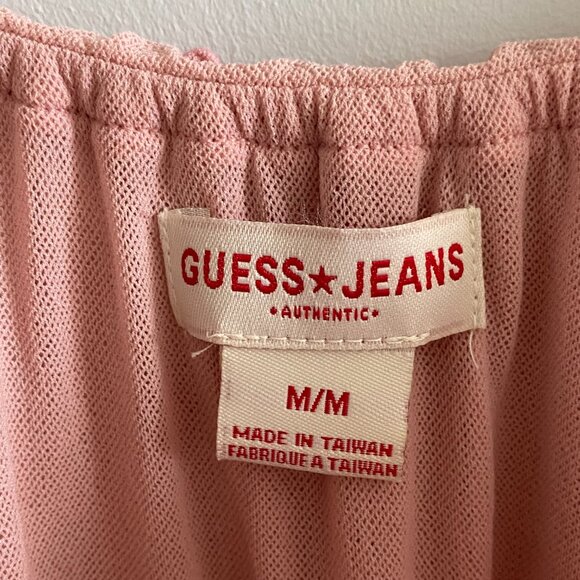 GUESS★JEANS
•AUTHENTIC•
M/M
MADE IN TAIWAN
FABRIQUE A TAIWAN